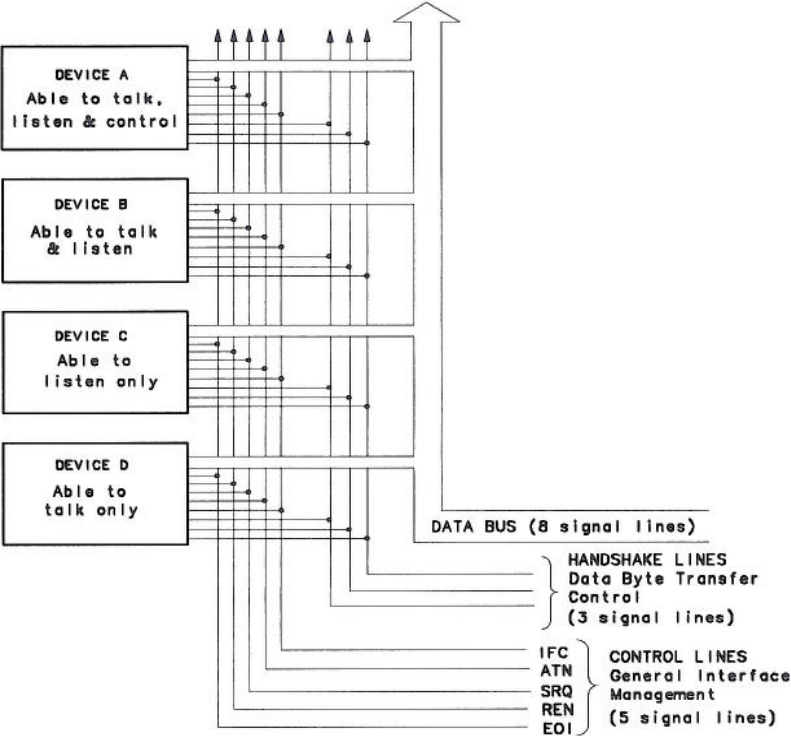 DEVICE A
Able to talk,
listen & control
DEVICE B
Able to talk
& listen
DEVICE C
Able to
listen only
DEVICE D
Able to
talk only
DATA BUS (8 signal lines)
HANDSHAKE LINES
Data Byte Transfer
Control
(3 signal lines)
IFC
ATN
SRQ
REN
EOI
CONTROL LINES
General Interface
Management
(5 signal lines)